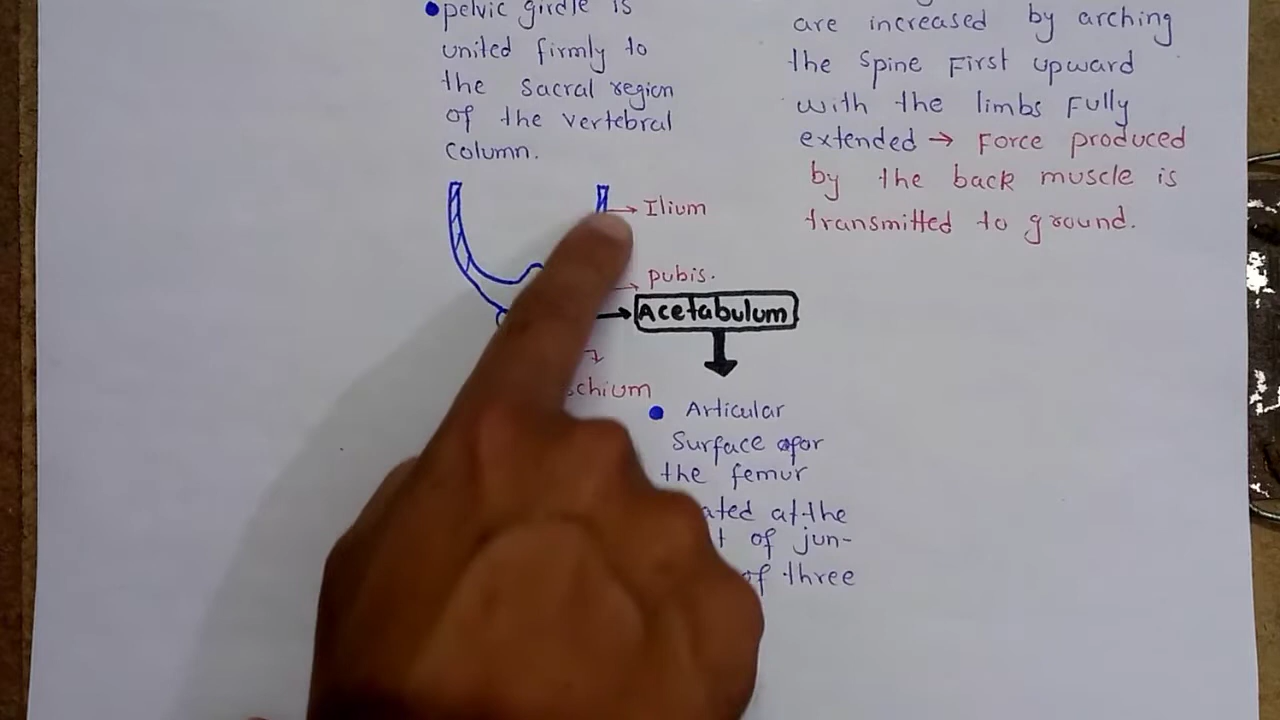 pelvic girdle is
united firmly to
the sacral region
of the vertebral
column.
Ilium
pubis.
Acetabulum
schium
Articular
Surface for
the femur
ated at the
t of jun-
of three
are increased by arching
the spine first upward
with the limbs fully
extended → Force produced
by the back muscle is
transmitted to ground.